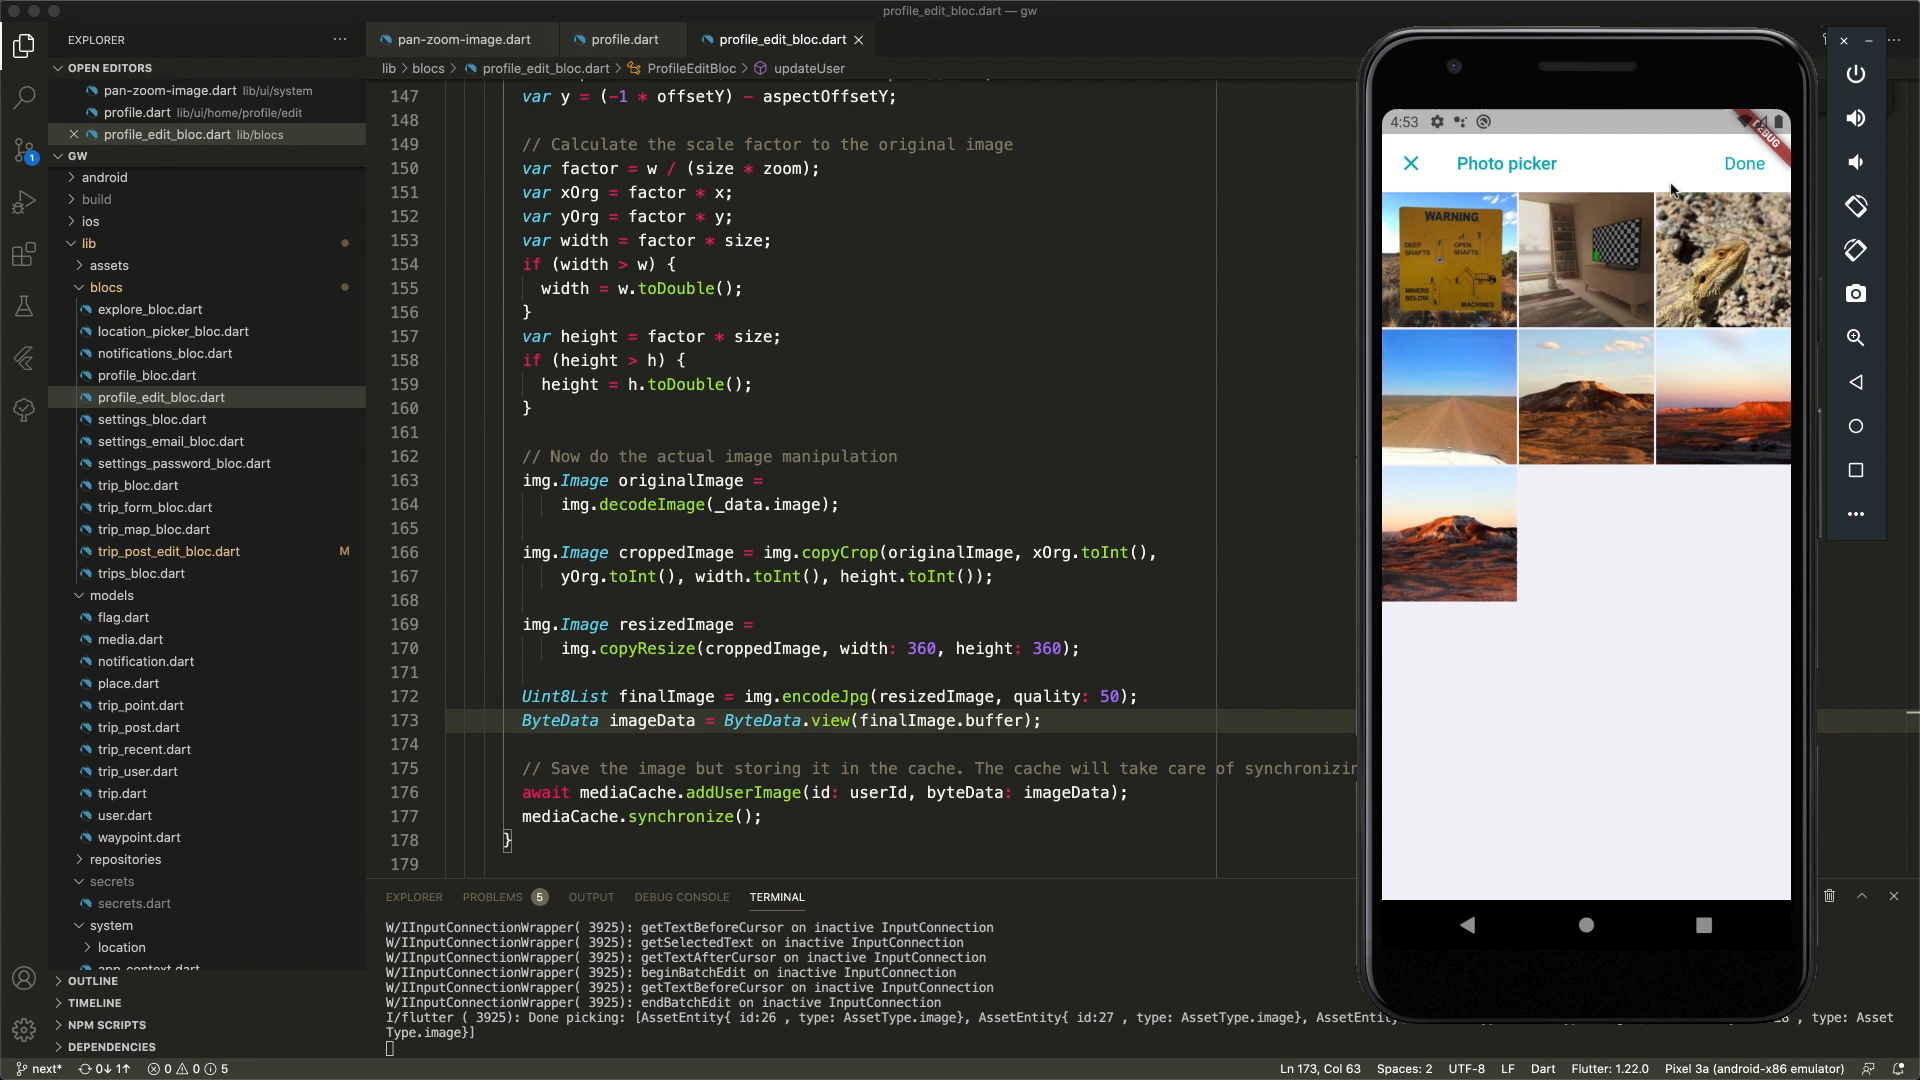 profile_edit_bloc.dart — gw
EXPLORER
pan-zoom-image.dart
profile.dart
profile_edit_bloc.dart
OPEN EDITORS
pan-zoom-image.dart lib/ui/system
profile.dart lib/ui/home/profile/edit
profile_edit_bloc.dart lib/blocs
GW
android
build
ios
lib
assets
blocs
explore_bloc.dart
location_picker_bloc.dart
notifications_bloc.dart
profile_bloc.dart
profile_edit_bloc.dart
settings_bloc.dart
settings_email_bloc.dart
settings_password_bloc.dart
trip_bloc.dart
trip_form_bloc.dart
trip_map_bloc.dart
trip_post_edit_bloc.dart M
trips_bloc.dart
models
flag.dart
media.dart
notification.dart
place.dart
trip_point.dart
trip_post.dart
trip_recent.dart
trip_user.dart
trip.dart
user.dart
waypoint.dart
repositories
secrets
secrets.dart
system
location
app_context.dart
OUTLINE
TIMELINE
NPM SCRIPTS
DEPENDENCIES
1
lib > blocs > profile_edit_bloc.dart > ProfileEditBloc > updateUser
147 var y = (-1 * offsetY) - aspectOffsetY;
148
149 // Calculate the scale factor to the original image
150 var factor = w / (size * zoom);
151 var xOrg = factor * x;
152 var yOrg = factor * y;
153 var width = factor * size;
154 if (width > w) {
155 width = w.toDouble();
156 }
157 var height = factor * size;
158 if (height > h) {
159 height = h.toDouble();
160 }
161
162 // Now do the actual image manipulation
163 img.Image originalImage =
164 img.decodeImage(_data.image);
165
166 img.Image croppedImage = img.copyCrop(originalImage, xOrg.toInt(),
167 yOrg.toInt(), width.toInt(), height.toInt());
168
169 img.Image resizedImage =
170 img.copyResize(croppedImage, width: 360, height: 360);
171
172 Uint8List finalImage = img.encodeJpg(resizedImage, quality: 50);
173 ByteData imageData = ByteData.view(finalImage.buffer);
174
175 // Save the image but storing it in the cache. The cache will take care of synchronizin
176 await mediaCache.addUserImage(id: userId, byteData: imageData);
177 mediaCache.synchronize();
178 }
179
EXPLORER PROBLEMS 5 OUTPUT DEBUG CONSOLE TERMINAL
W/IInputConnectionWrapper( 3925): getTextBeforeCursor on inactive InputConnection
W/IInputConnectionWrapper( 3925): getSelectedText on inactive InputConnection
W/IInputConnectionWrapper( 3925): getTextAfterCursor on inactive InputConnection
W/IInputConnectionWrapper( 3925): beginBatchEdit on inactive InputConnection
W/IInputConnectionWrapper( 3925): getTextBeforeCursor on inactive InputConnection
W/IInputConnectionWrapper( 3925): endBatchEdit on inactive InputConnection
I/flutter ( 3925): Done picking: [AssetEntity{ id:26 , type: AssetType.image}, AssetEntity{ id:27 , type: AssetType.image}, , type: Asset
Type.image}]
4:53
DEBUG
Photo picker
Done
WARNING
DEEP SHAFTS
OPEN SHAFTS
MINERS BELOW
MACHINES
next* 0↓ 1↑ 0 0 5
Ln 173, Col 63 Spaces: 2 UTF-8 LF Dart Flutter: 1.22.0 Pixel 3a (android-x86 emulator)